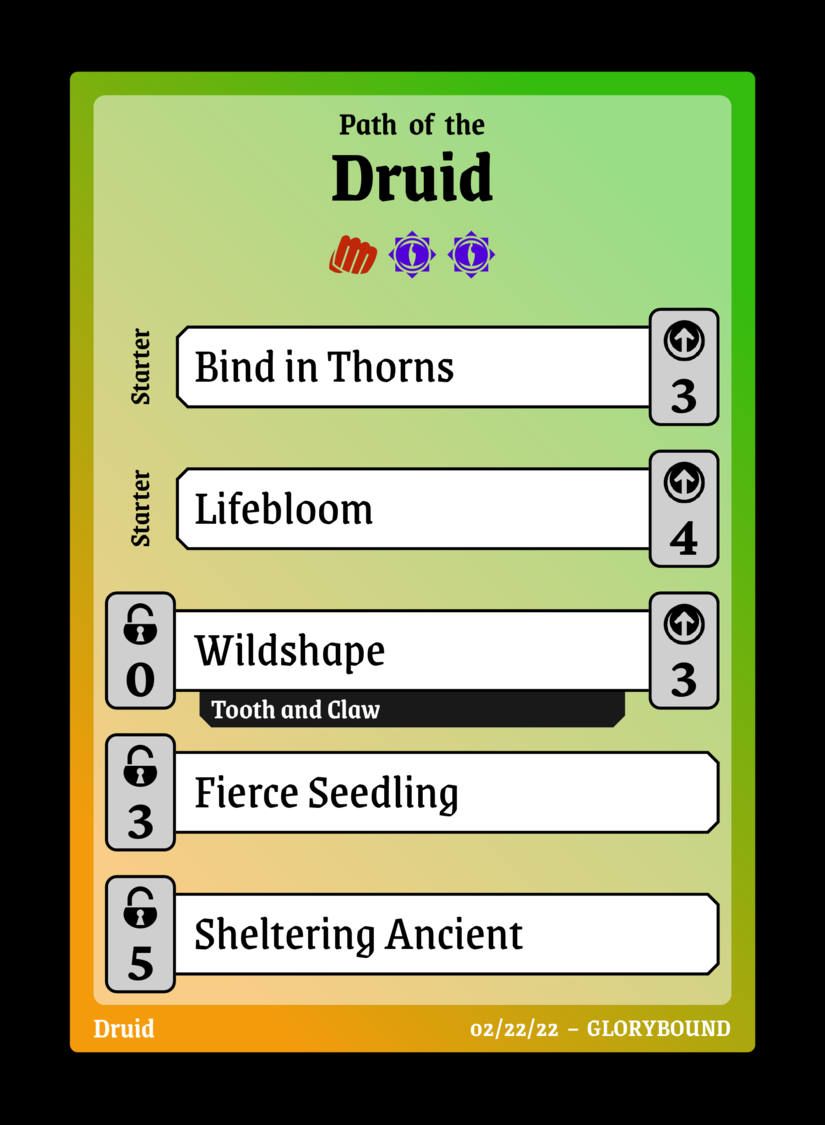 Path of the
Druid
Starter
Bind in Thorns
3
Starter
Lifebloom
4
0
Wildshape
3
Tooth and Claw
3
Fierce Seedling
5
Sheltering Ancient
Druid
02/22/22 – GLORYBOUND